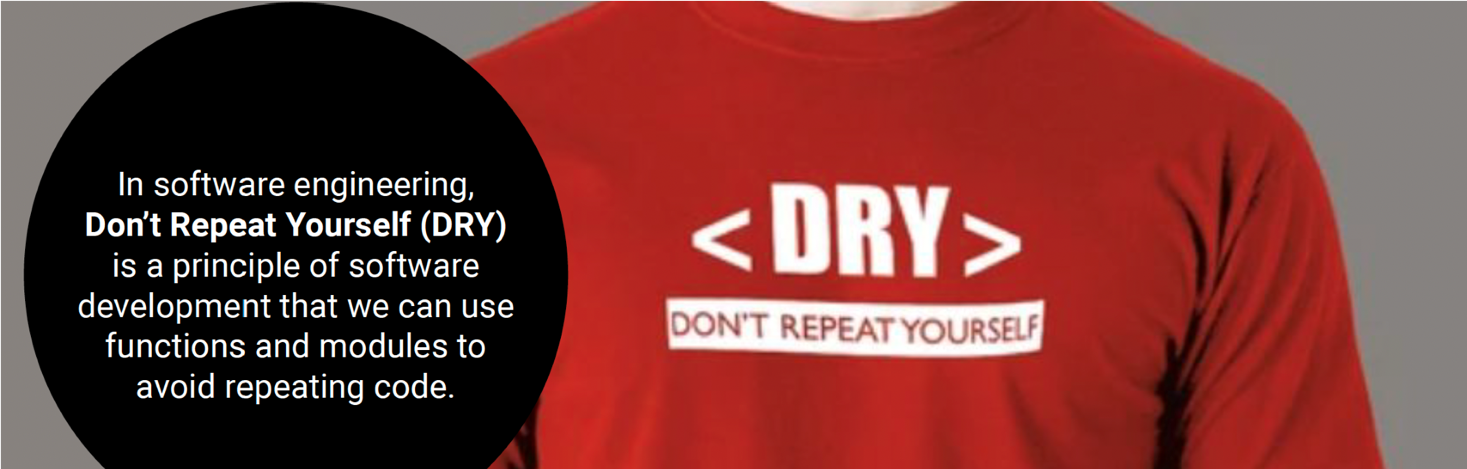 In software engineering,
Don’t Repeat Yourself (DRY)
is a principle of software
development that we can use
functions and modules to
avoid repeating code.
<DRY>
DON'T REPEAT YOURSELF